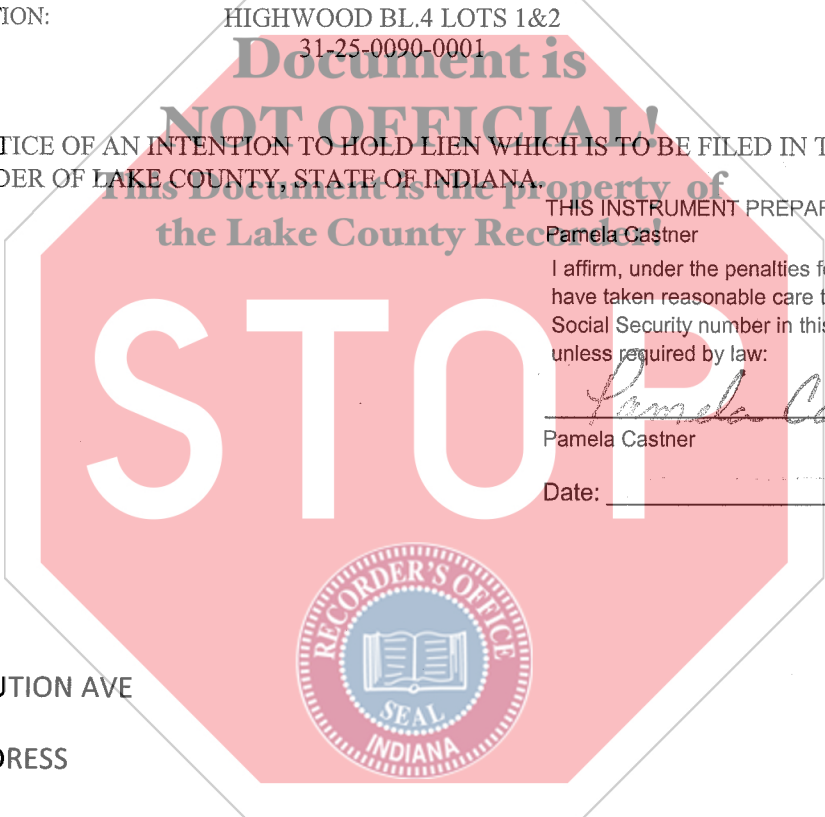 TION:
HIGHWOOD BL.4 LOTS 1&2
31-25-0090-0001
Document is
NOT OFFICIAL!
TICE OF AN INTENTION TO HOLD LIEN WHICH IS TO BE FILED IN T
DER OF LAKE COUNTY, STATE OF INDIANA.
This Document is the property of
the Lake County Recorder!
THIS INSTRUMENT PREPAR
Pamela Castner
I affirm, under the penalties f
have taken reasonable care t
Social Security number in this
unless required by law:
Pamela Ca
Pamela Castner
Date:
STOP
RECORDER'S OFFICE
SEAL
INDIANA
UTION AVE
DRESS